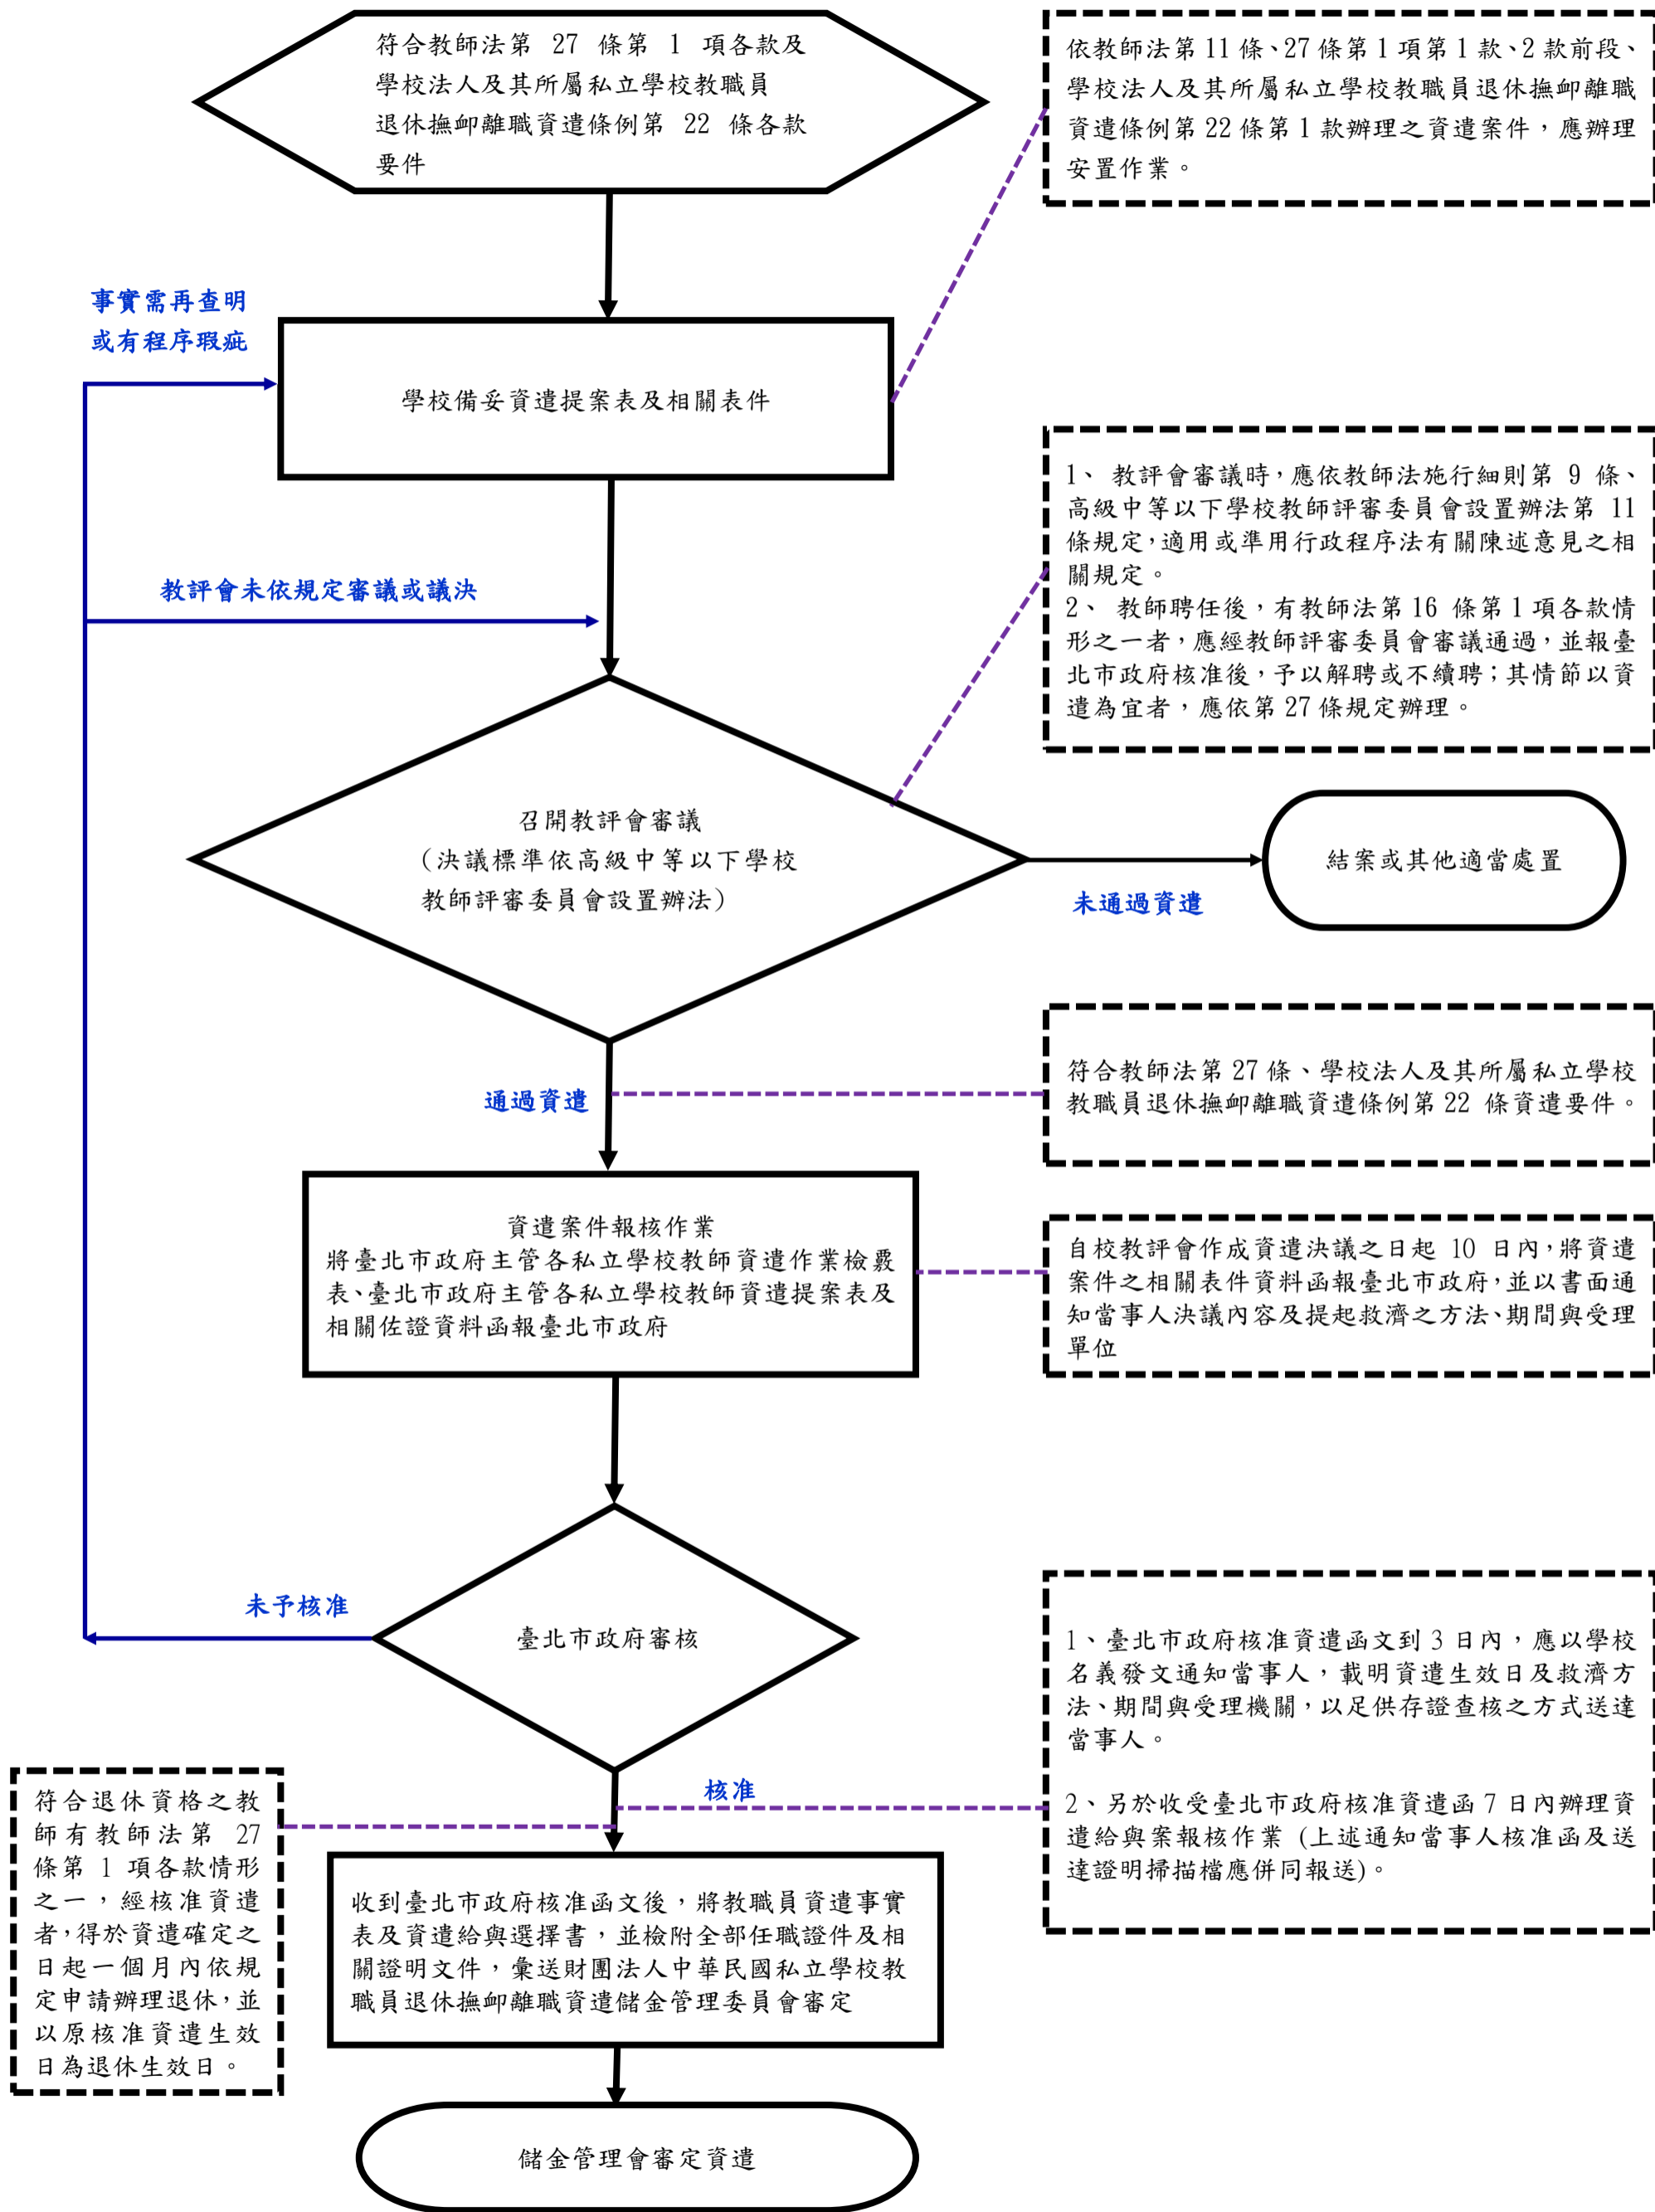 符合教師法第 27 條第 1 項各款及
學校法人及其所屬私立學校教職員
退休撫卹離職資遣條例第 22 條各款
要件
依教師法第 11 條、27 條第 1 項第 1 款、2 款前段、
學校法人及其所屬私立學校教職員退休撫卹離職
資遣條例第 22 條第 1 款辦理之資遣案件，應辦理
安置作業。
事實需再查明
或有程序瑕疵
學校備妥資遣提案表及相關表件
1、 教評會審議時，應依教師法施行細則第 9 條、
高級中等以下學校教師評審委員會設置辦法第 11
條規定，適用或準用行政程序法有關陳述意見之相
關規定。
2、 教師聘任後，有教師法第 16 條第 1 項各款情
形之一者，應經教師評審委員會審議通過，並報臺
北市政府核准後，予以解聘或不續聘；其情節以資
遣為宜者，應依第 27 條規定辦理。
教評會未依規定審議或議決
召開教評會審議
（決議標準依高級中等以下學校
教師評審委員會設置辦法）
未通過資遣
結案或其他適當處置
通過資遣
符合教師法第 27 條、學校法人及其所屬私立學校
教職員退休撫卹離職資遣條例第 22 條資遣要件。
資遣案件報核作業
將臺北市政府主管各私立學校教師資遣作業檢覈
表、臺北市政府主管各私立學校教師資遣提案表及
相關佐證資料函報臺北市政府
自校教評會作成資遣決議之日起 10 日內，將資遣
案件之相關表件資料函報臺北市政府，並以書面通
知當事人決議內容及提起救濟之方法、期間與受理
單位
未予核准
臺北市政府審核
1、臺北市政府核准資遣函文到 3 日內，應以學校
名義發文通知當事人，載明資遣生效日及救濟方
法、期間與受理機關，以足供存證查核之方式送達
當事人。
2、另於收受臺北市政府核准資遣函 7 日內辦理資
遣給與案報核作業 (上述通知當事人核准函及送
達證明掃描檔應併同報送)。
核准
符合退休資格之教
師有教師法第 27
條第 1 項各款情形
之一，經核准資遣
者，得於資遣確定之
日起一個月內依規
定申請辦理退休，並
以原核准資遣生效
日為退休生效日。
收到臺北市政府核准函文後，將教職員資遣事實
表及資遣給與選擇書，並檢附全部任職證件及相
關證明文件，彙送財團法人中華民國私立學校教
職員退休撫卹離職資遣儲金管理委員會審定
儲金管理會審定資遣